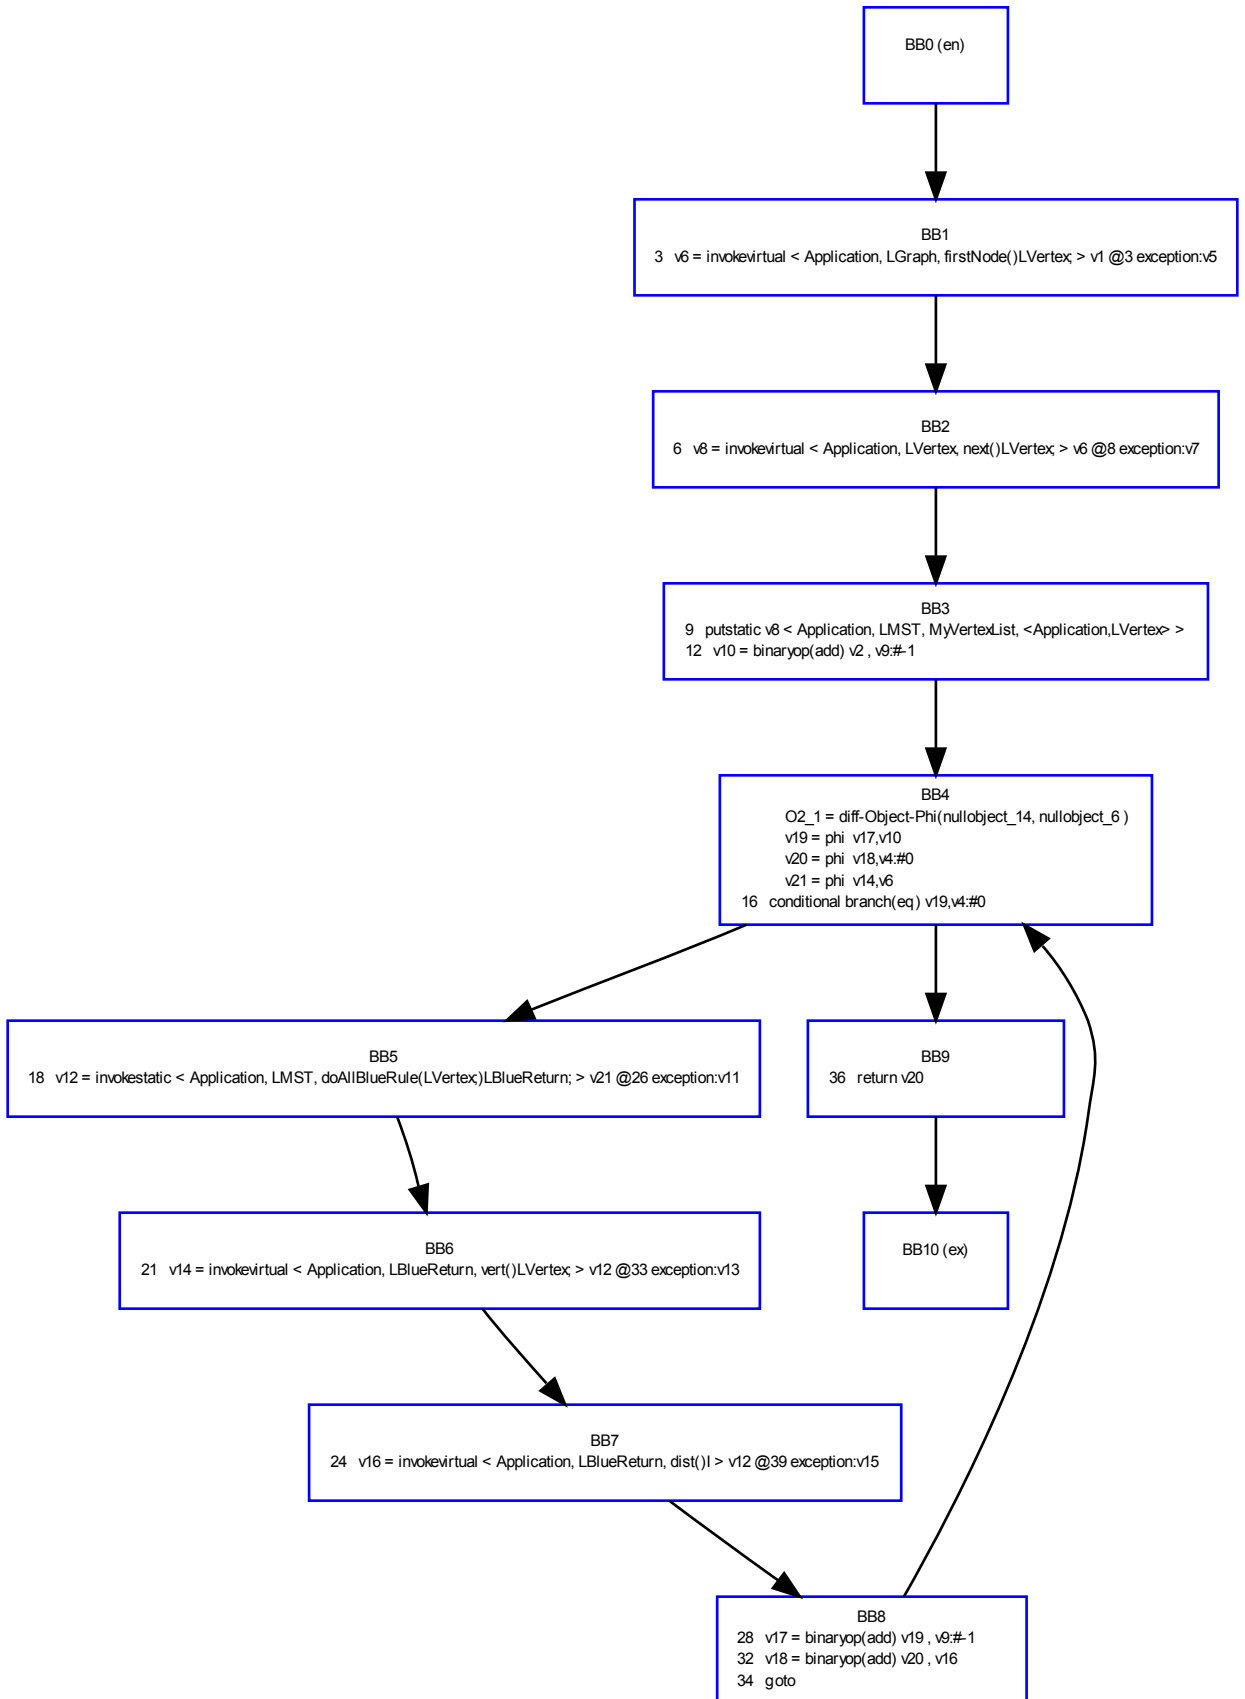 BB0 (en)
BB1
3 v6 = invokevirtual < Application, LGraph, firstNode()LVertex; > v1 @3 exception:v5
BB2
6 v8 = invokevirtual < Application, LVertex, next()LVertex; > v6 @8 exception:v7
BB3
9 putstatic v8 < Application, LMST, MyVertexList, <Application,LVertex> >
12 v10 = binaryop(add) v2 , v9:#-1
BB4
O2_1 = diff-Object-Phi(nullobject_14, nullobject_6 )
v19 = phi v17,v10
v20 = phi v18,v4:#0
v21 = phi v14,v6
16 conditional branch(eq) v19,v4:#0
BB5
18 v12 = invokestatic < Application, LMST, doAllBlueRule(LVertex;)LBlueReturn; > v21 @26 exception:v11
BB9
36 return v20
BB6
21 v14 = invokevirtual < Application, LBlueReturn, vert()LVertex; > v12 @33 exception:v13
BB10 (ex)
BB7
24 v16 = invokevirtual < Application, LBlueReturn, dist()I > v12 @39 exception:v15
BB8
28 v17 = binaryop(add) v19 , v9:#-1
32 v18 = binaryop(add) v20 , v16
34 goto